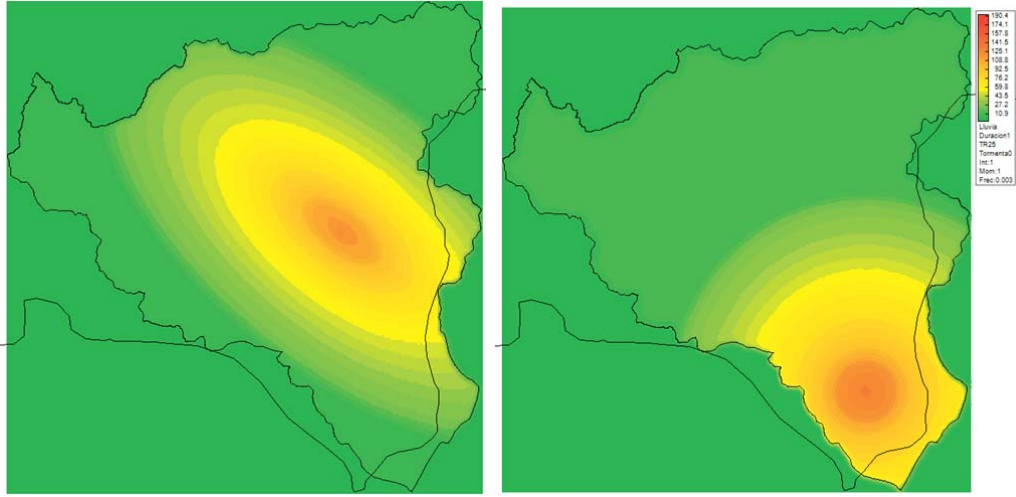 190.4
174.1
157.8
141.5
125.1
108.8
92.5
76.2
59.8
43.5
27.2
10.9
Lluvia
Duracion1
TR25
Tormenta0
Int:1
Mom:1
Frec:0.003